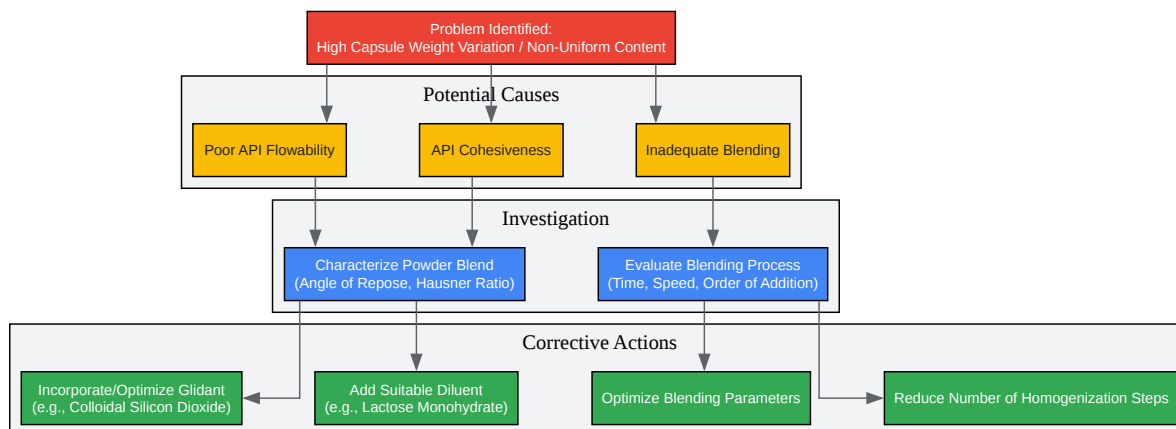 Problem Identified:
High Capsule Weight Variation / Non-Uniform Content
Potential Causes
Poor API Flowability
API Cohesiveness
Inadequate Blending
Investigation
Characterize Powder Blend
(Angle of Repose, Hausner Ratio)
Evaluate Blending Process
(Time, Speed, Order of Addition)
Corrective Actions
Incorporate/Optimize Glidant
(e.g., Colloidal Silicon Dioxide)
Add Suitable Diluent
(e.g., Lactose Monohydrate)
Optimize Blending Parameters
Reduce Number of Homogenization Steps